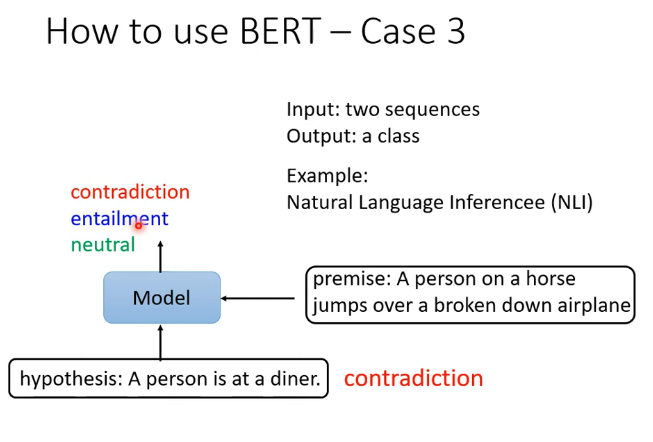 How to use BERT – Case 3
Input: two sequences
Output: a class
Example:
Natural Language Inferencee (NLI)
contradiction
entailment
neutral
Model
premise: A person on a horse
jumps over a broken down airplane
hypothesis: A person is at a diner.
contradiction